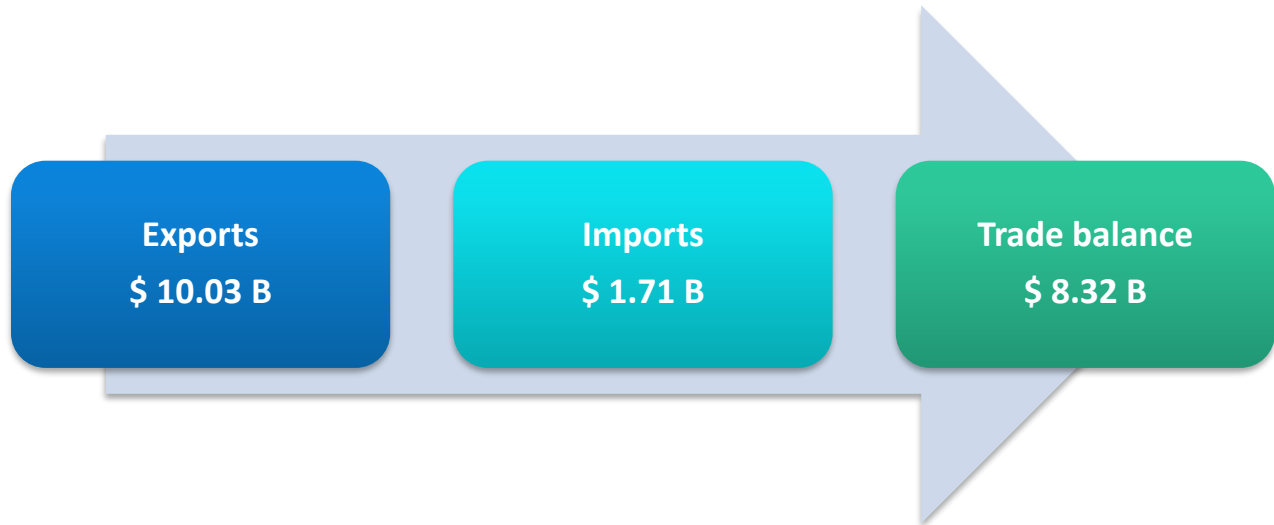 Exports
$ 10.03 B
Imports
$ 1.71 B
Trade balance
$ 8.32 B